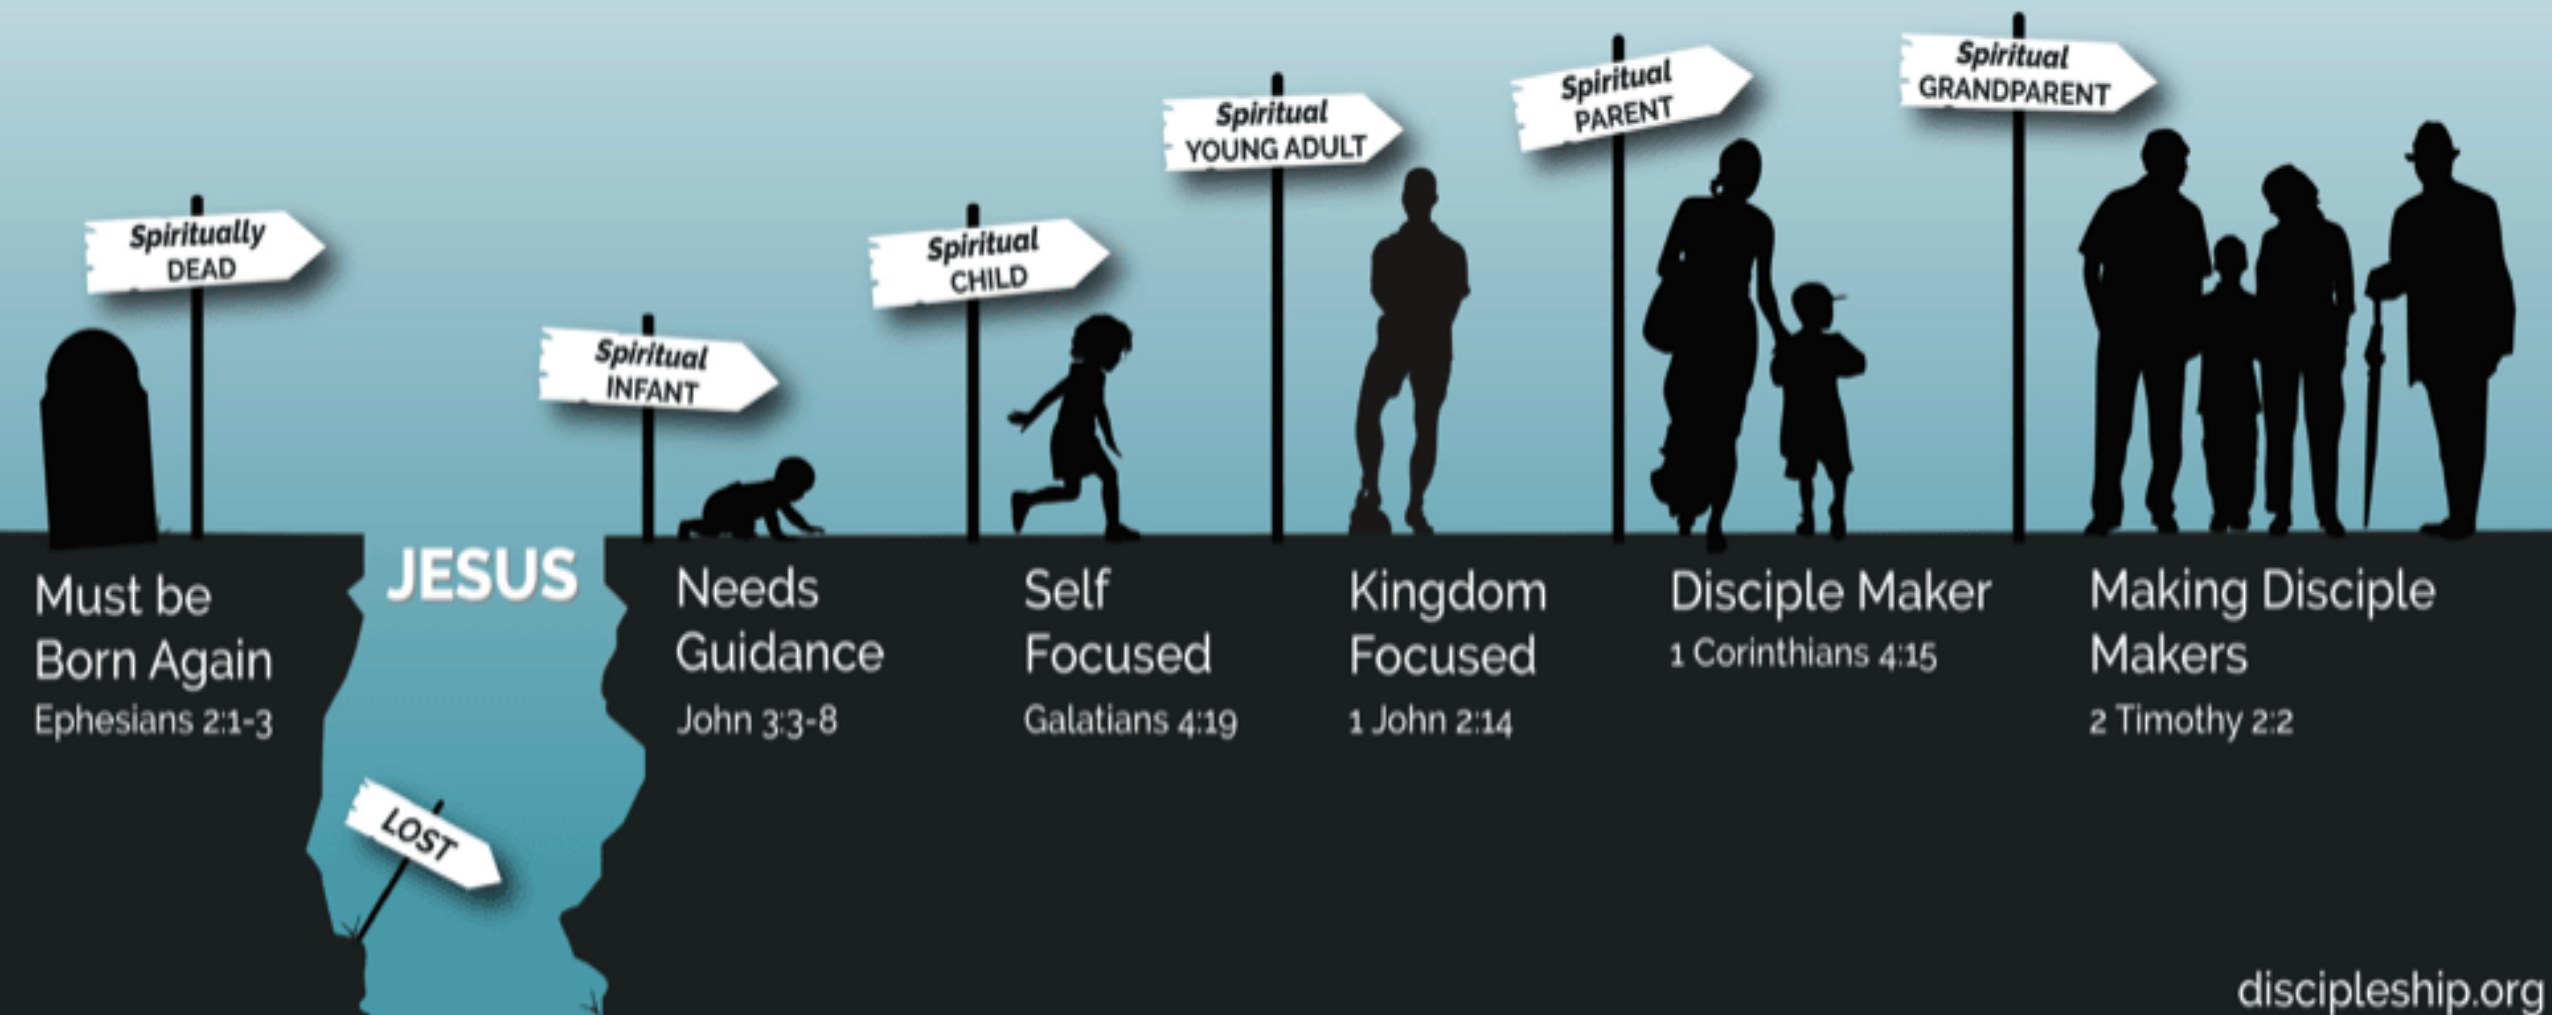 Spiritually
DEAD
Must be
Born Again
Ephesians 2:1-3
JESUS
LOST
Spiritual
INFANT
Needs
Guidance
John 3:3-8
Spiritual
CHILD
Self
Focused
Galatians 4:19
Spiritual
YOUNG ADULT
Kingdom
Focused
1 John 2:14
Spiritual
PARENT
Disciple Maker
1 Corinthians 4:15
Spiritual
GRANDPARENT
Making Disciple
Makers
2 Timothy 2:2
discipleship.org